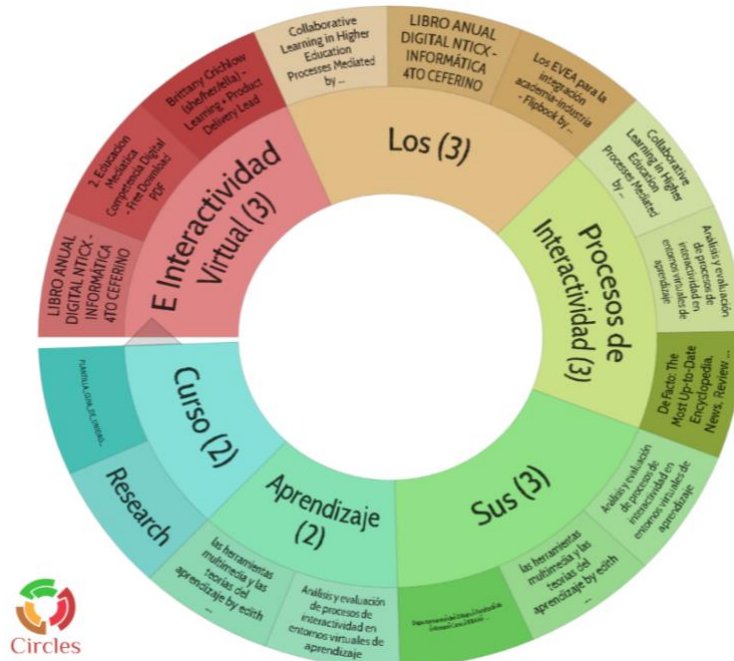 E Interactividad
Virtual (3)
LIBRO ANUAL
DIGITAL NTICX -
INFORMÁTICA
4TO CEFERINO
2. Educacion
Mediatica
Competencia Digital
- Free Download
PDF
Brittany Crichlow
(she/her/ella) -
Learning + Product
Delivery Lead
Los (3)
Collaborative
Learning in Higher
Education
Processes Mediated
by ...
LIBRO ANUAL
DIGITAL NTICX -
INFORMÁTICA
4TO CEFERINO
Los EVEA para la
integración
academia-industria
- Flipbook by ...
Procesos de
Interactividad (3)
Collaborative
Learning in Higher
Education
Processes Mediated
by ...
Análisis y evaluación
de procesos de
interactividad en
entornos virtuales de
aprendizaje
De Facto: The
Most Up-to-Date
Encyclopedia,
News, Review ...
Sus (3)
Análisis y evaluación
de procesos de
interactividad en
entornos virtuales de
aprendizaje
las herramientas
multimedia y las
teorías del
aprendizaje by edith
...
Aprendizaje
(2)
Análisis y evaluación
de procesos de
interactividad en
entornos virtuales de
aprendizaje
las herramientas
multimedia y las
teorías del
aprendizaje by edith
...
Curso (2)
Research
Circles